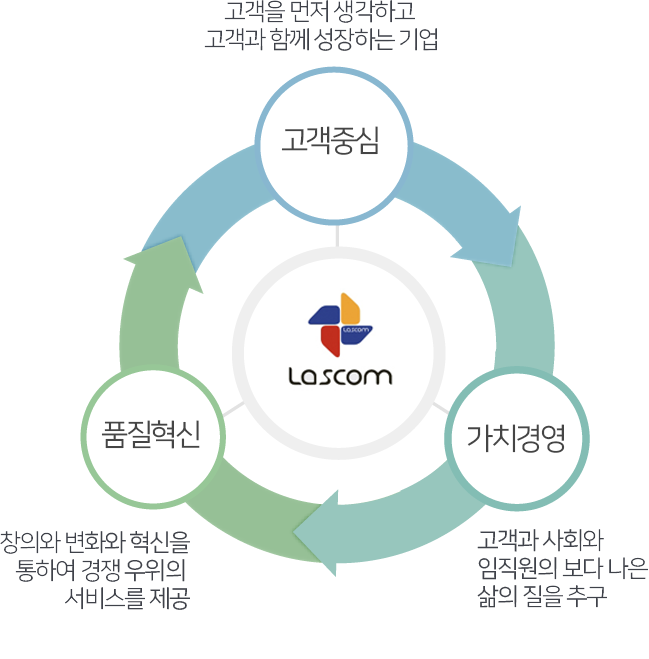 고객을 먼저 생각하고
고객과 함께 성장하는 기업
고객중심
Lascom
Lascom
품질혁신
가치경영
창의와 변화와 혁신을
통하여 경쟁 우위의
서비스를 제공
고객과 사회와
임직원의 보다 나은
삶의 질을 추구